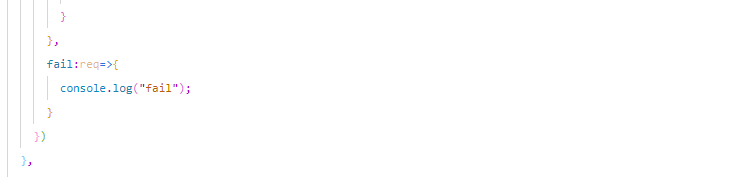 }
},
fail:req=>{
console.log("fail");
}
})
},